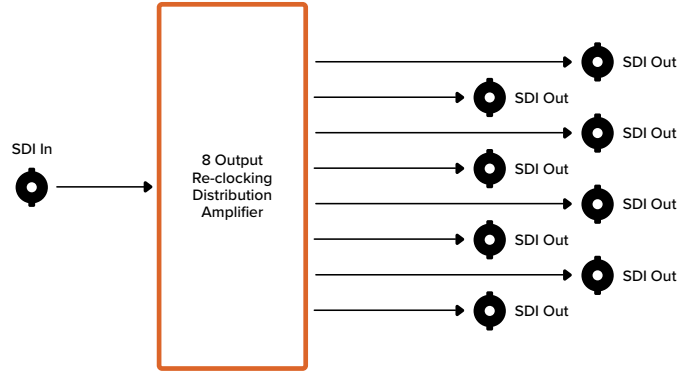 SDI Out
SDI Out
SDI Out
SDI In
8 Output
Re-clocking
Distribution
Amplifier
SDI Out
SDI Out
SDI Out
SDI Out
SDI Out